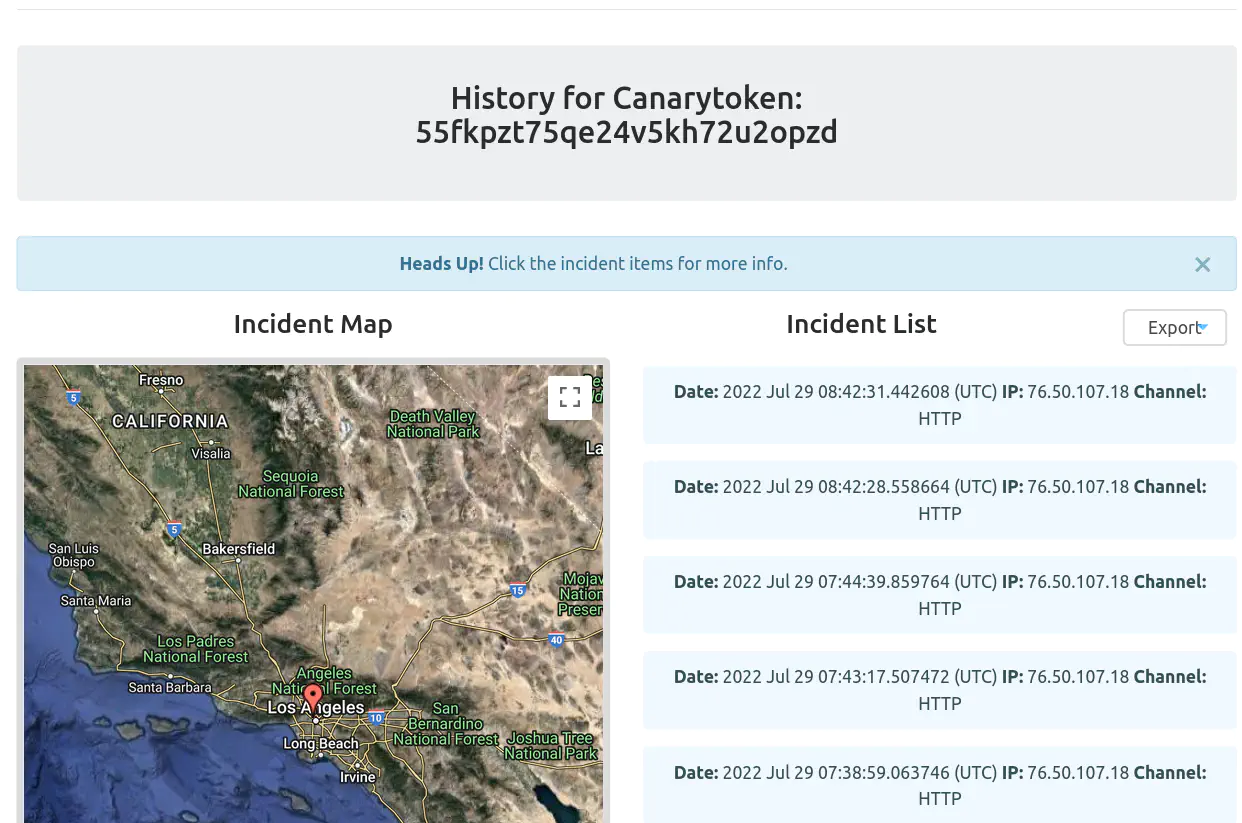 History for Canarytoken:
55fkpzt75qe24v5kh72u2opzd
Heads Up! Click the incident items for more info.
×
Incident Map
Fresno
5
CALIFORNIA
Visalia
Death Valley
National Park
Sequoia
National Forest
5
Bakersfield
San Luis
Obispo
Santa Maria
15
40
Los Padres
National Forest
Santa Barbara
Angeles
National Forest
Los Angeles
10
San
Bernardino
National Forest
Long Beach
Joshua Tree
National Park
Irvine
Incident List
Export
Date: 2022 Jul 29 08:42:31.442608 (UTC) IP: 76.50.107.18 Channel:
HTTP
Date: 2022 Jul 29 08:42:28.558664 (UTC) IP: 76.50.107.18 Channel:
HTTP
Date: 2022 Jul 29 07:44:39.859764 (UTC) IP: 76.50.107.18 Channel:
HTTP
Date: 2022 Jul 29 07:43:17.507472 (UTC) IP: 76.50.107.18 Channel:
HTTP
Date: 2022 Jul 29 07:38:59.063746 (UTC) IP: 76.50.107.18 Channel:
HTTP